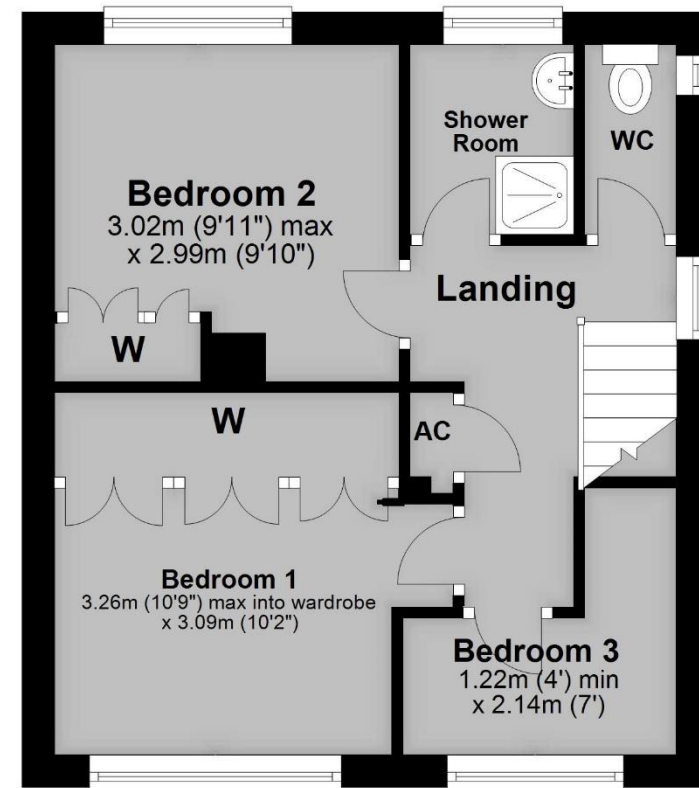 Bedroom 2
3.02m (9'11") max
x 2.99m (9'10")
Shower
Room
WC
Landing
W
W
AC
Bedroom 1
3.26m (10'9") max into wardrobe
x 3.09m (10'2")
Bedroom 3
1.22m (4') min
x 2.14m (7')